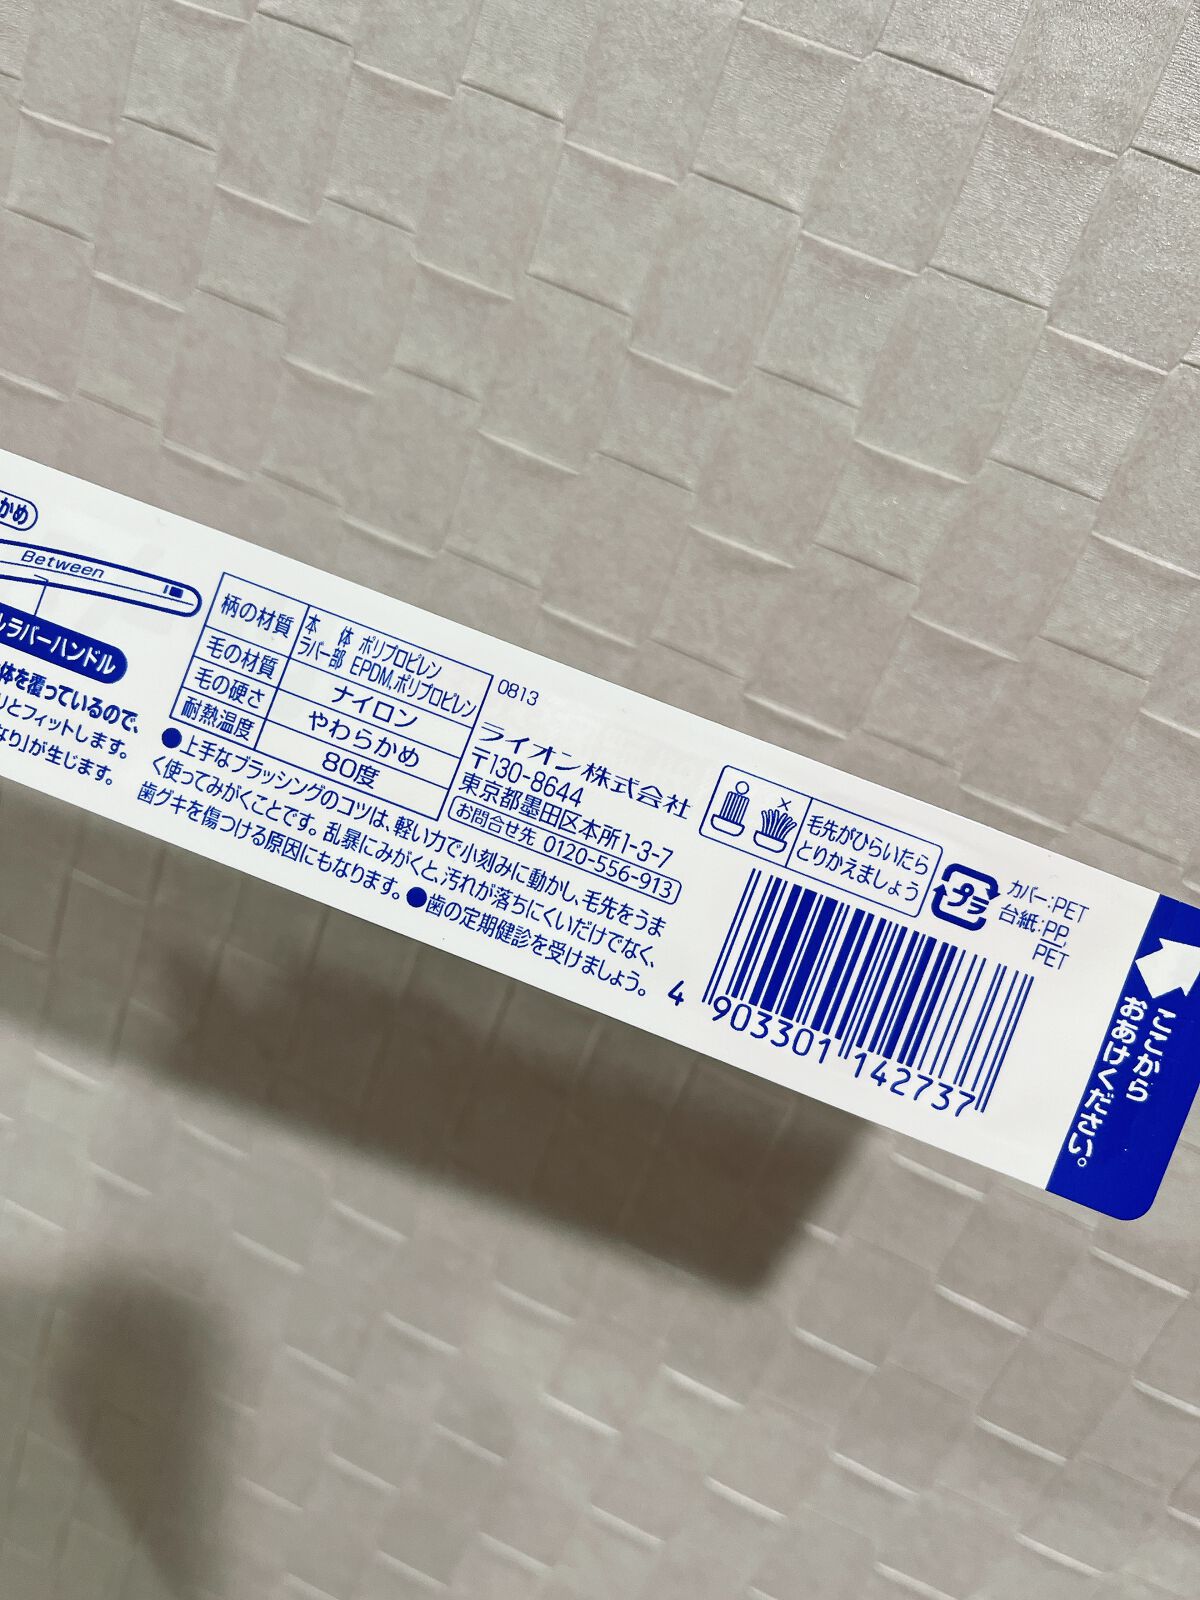 かめ
Between
ラバーハンドル
体を覆っているので、
りとフィットします。
なり」が生じます。
柄の材質 本 体 ポリプロピレン
ラバー部 EPDM,ポリプロピレン
毛の材質 ナイロン
毛の硬さ やわらかめ
耐熱温度 80度
0813
ライオン株式会社
〒130-8644
東京都墨田区本所1-3-7
お問合せ先 0120-556-913
●上手なブラッシングのコツは、軽い力で小刻みに動かし、毛先をうま
く使ってみがくことです。乱暴にみがくと、汚れが落ちにくいだけでなく、
歯グキを傷つける原因にもなります。●歯の定期健診を受けましょう。
毛先がひらいたら
とりかえましょう
プラ
カバー:PET
台紙:PP,
PET
4 903301 142737
ここから
おあけください。